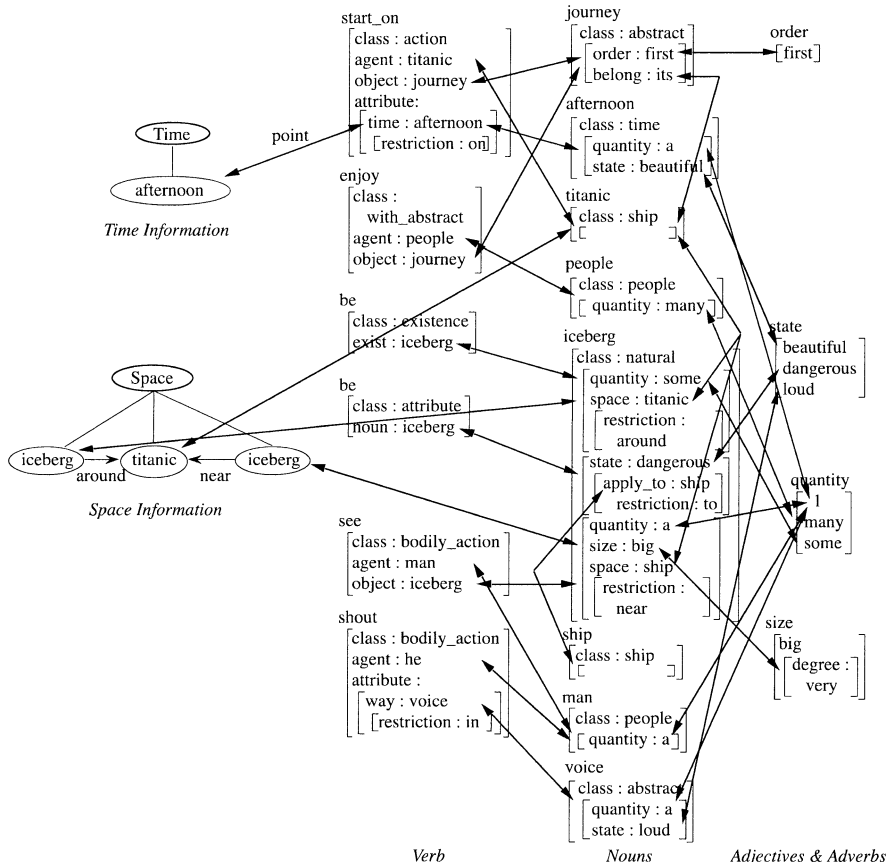 Time
afternoon
point
Time Information
Space
iceberg
titanic
iceberg
around
near
Space Information
start_on
class : action
agent : titanic
object : journey
attribute:
time : afternoon
restriction : on
enjoy
class :
with_abstract
agent : people
object : journey
be
class : existence
exist : iceberg
be
class : attribute
noun : iceberg
see
class : bodily_action
agent : man
object : iceberg
shout
class : bodily_action
agent : he
attribute :
way : voice
restriction : in
Verb
journey
class : abstract
order : first
belong : its
afternoon
class : time
quantity : a
state : beautiful
titanic
class : ship
people
class : people
quantity : many
iceberg
class : natural
quantity : some
space : titanic
restriction :
around
state : dangerous
apply_to : ship
restriction : to
quantity : a
size : big
space : ship
restriction :
near
ship
class : ship
man
class : people
quantity : a
voice
class : abstract
quantity : a
state : loud
Nouns
order
first
state
beautiful
dangerous
loud
quantity
1
many
some
size
big
degree :
very
Adjectives & Adverbs